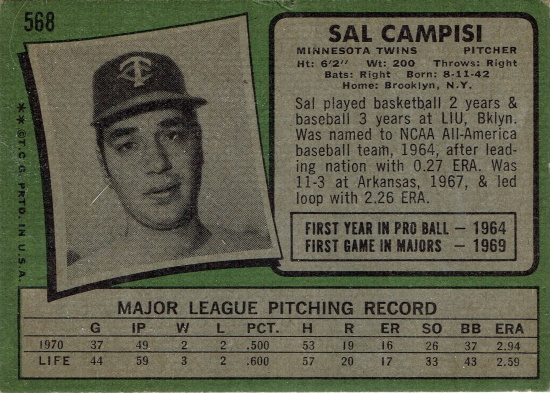 568
SAL CAMPISI
MINNESOTA TWINS PITCHER
Ht: 6'2" Wt: 200 Throws: Right
Bats: Right Born: 8-11-42
Home: Brooklyn, N.Y.
Sal played basketball 2 years &
baseball 3 years at LIU, Bklyn.
Was named to NCAA All-America
baseball team, 1964, after lead-
ing nation with 0.27 ERA. Was
11-3 at Arkansas, 1967, & led
loop with 2.26 ERA.
FIRST YEAR IN PRO BALL — 1964
FIRST GAME IN MAJORS — 1969
TC
**©T.C.G. PRTD. IN U.S.A.
MAJOR LEAGUE PITCHING RECORD
G IP W L PCT. H R ER SO BB ERA
1970 37 49 2 2 .500 53 19 16 26 37 2.94
LIFE 44 59 3 2 .600 57 20 17 33 43 2.59